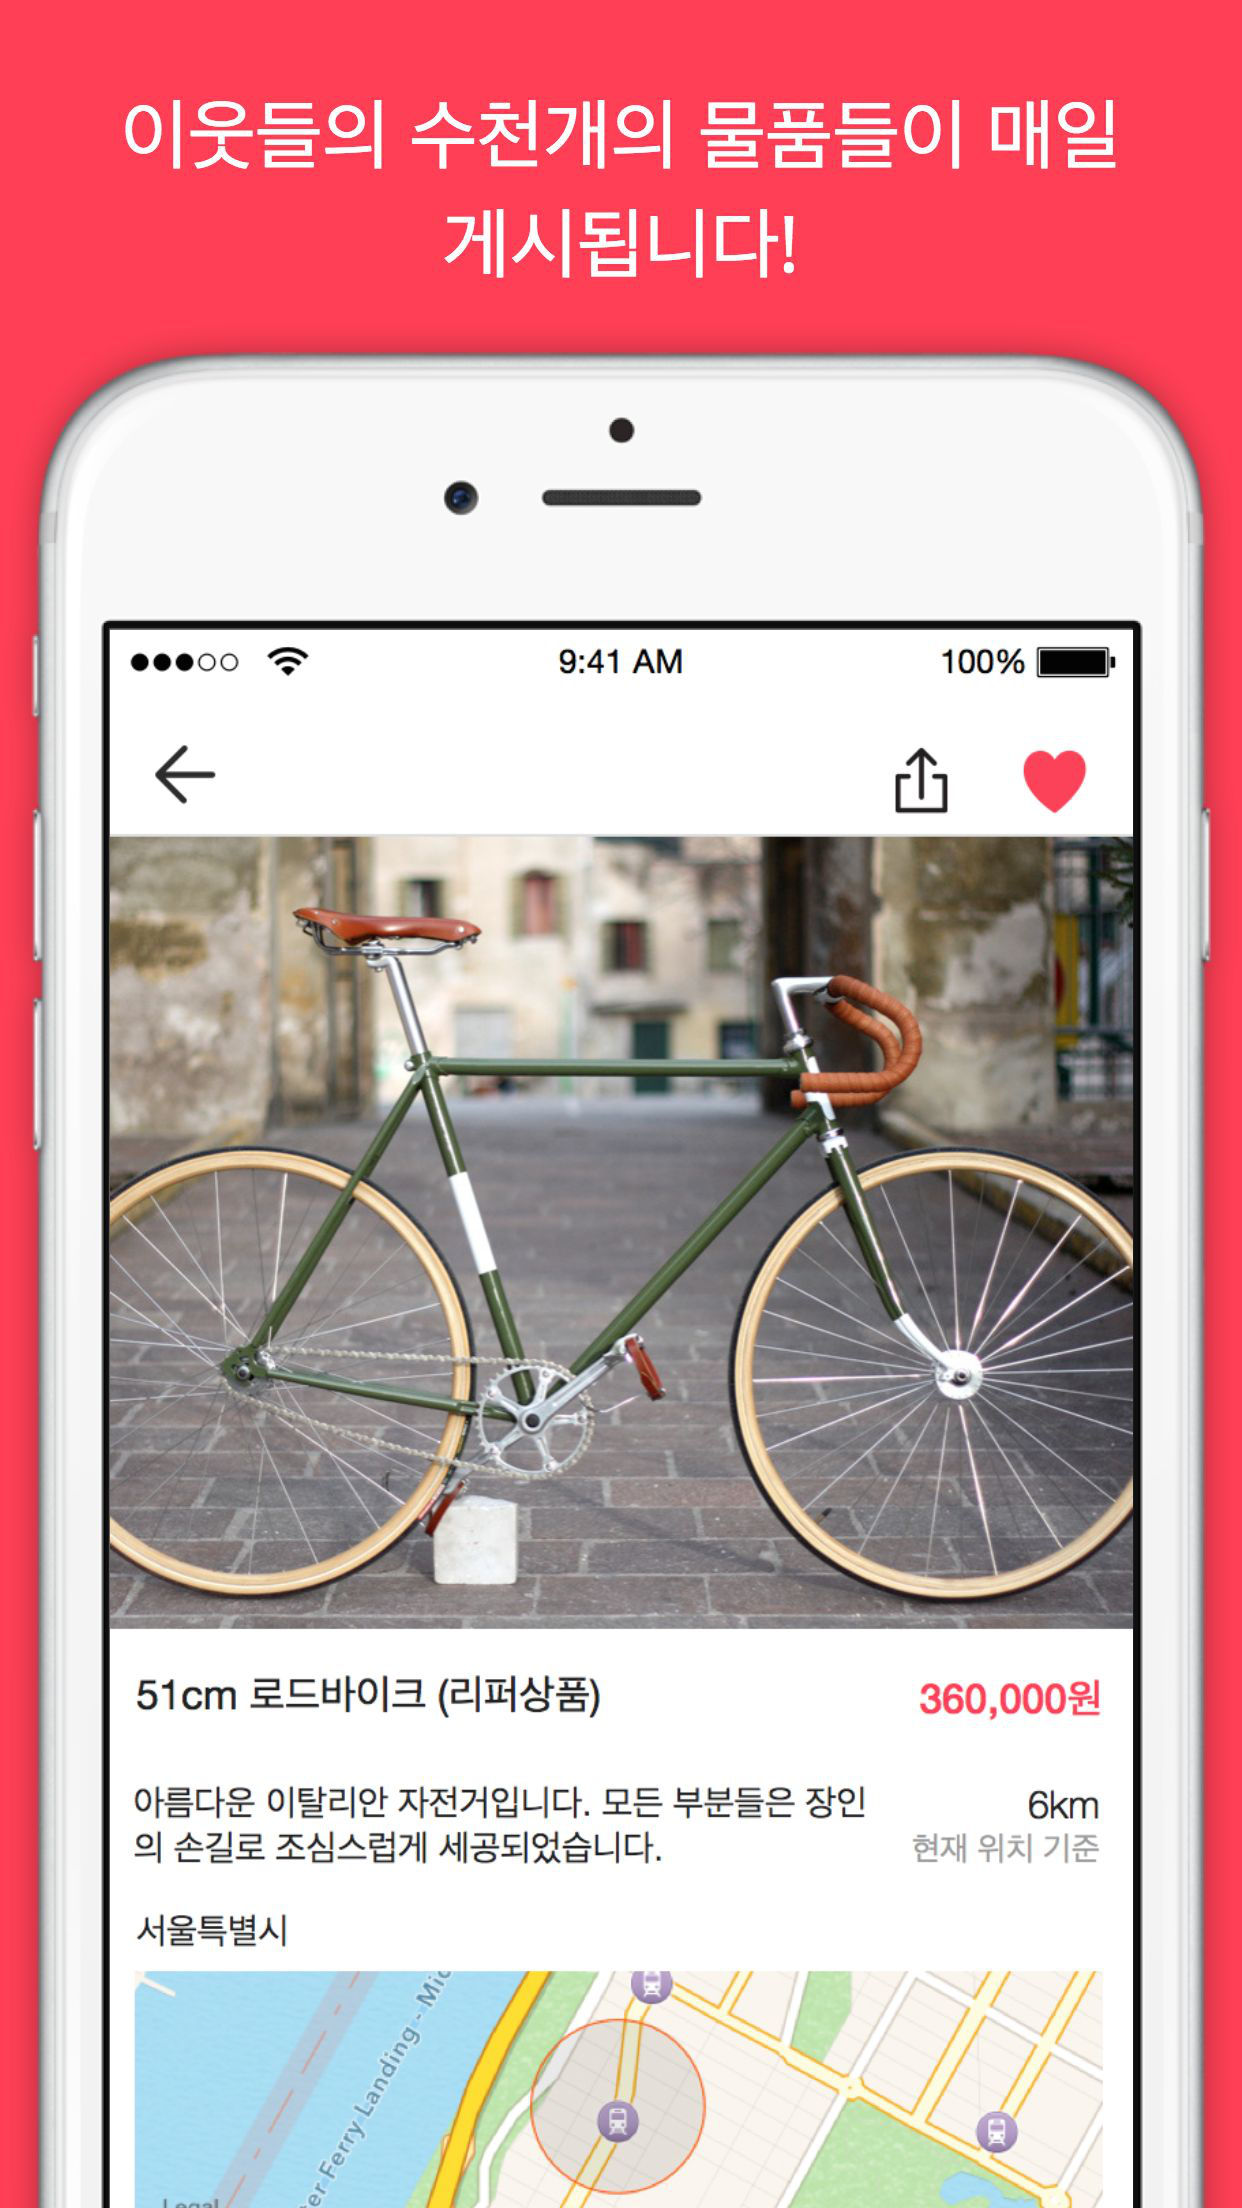 이웃들의 수천개의 물품들이 매일
게시됩니다!
9:41 AM
100%
51cm 로드바이크 (리퍼상품)
360,000원
아름다운 이탈리안 자전거입니다. 모든 부분들은 장인
의 손길로 조심스럽게 세공되었습니다.
6km
현재 위치 기준
서울특별시
Ferry Landing - Mid
Legal